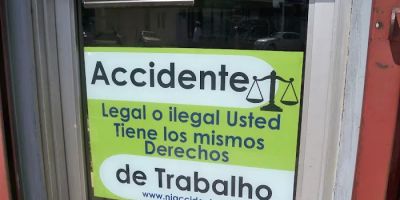 Accidente
Legal o ilegal Usted
Tiene los mismos
Derechos
de Trabalho